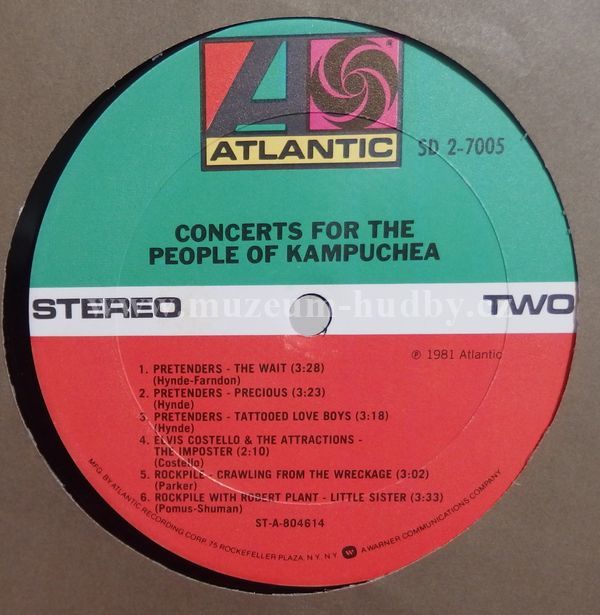 ATLANTIC
SD 2-7005
CONCERTS FOR THE
PEOPLE OF KAMPUCHEA
STEREO
TWO
www.muzeum-hudby.c
℗ 1981 Atlantic
1. PRETENDERS - THE WAIT (3:28)
(Hynde-Farndon)
2. PRETENDERS - PRECIOUS (3:23)
(Hynde)
3. PRETENDERS - TATTOOED LOVE BOYS (3:18)
(Hynde)
4. ELVIS COSTELLO & THE ATTRACTIONS -
THE IMPOSTER (2:10)
(Costello)
5. ROCKPILE - CRAWLING FROM THE WRECKAGE (3:02)
(Parker)
6. ROCKPILE WITH ROBERT PLANT - LITTLE SISTER (3:33)
(Pomus-Shuman)
ST-A-804614
MFG. BY ATLANTIC RECORDING CORP. 75 ROCKEFELLER PLAZA, N.Y. N.Y. A WARNER COMMUNICATIONS COMPANY